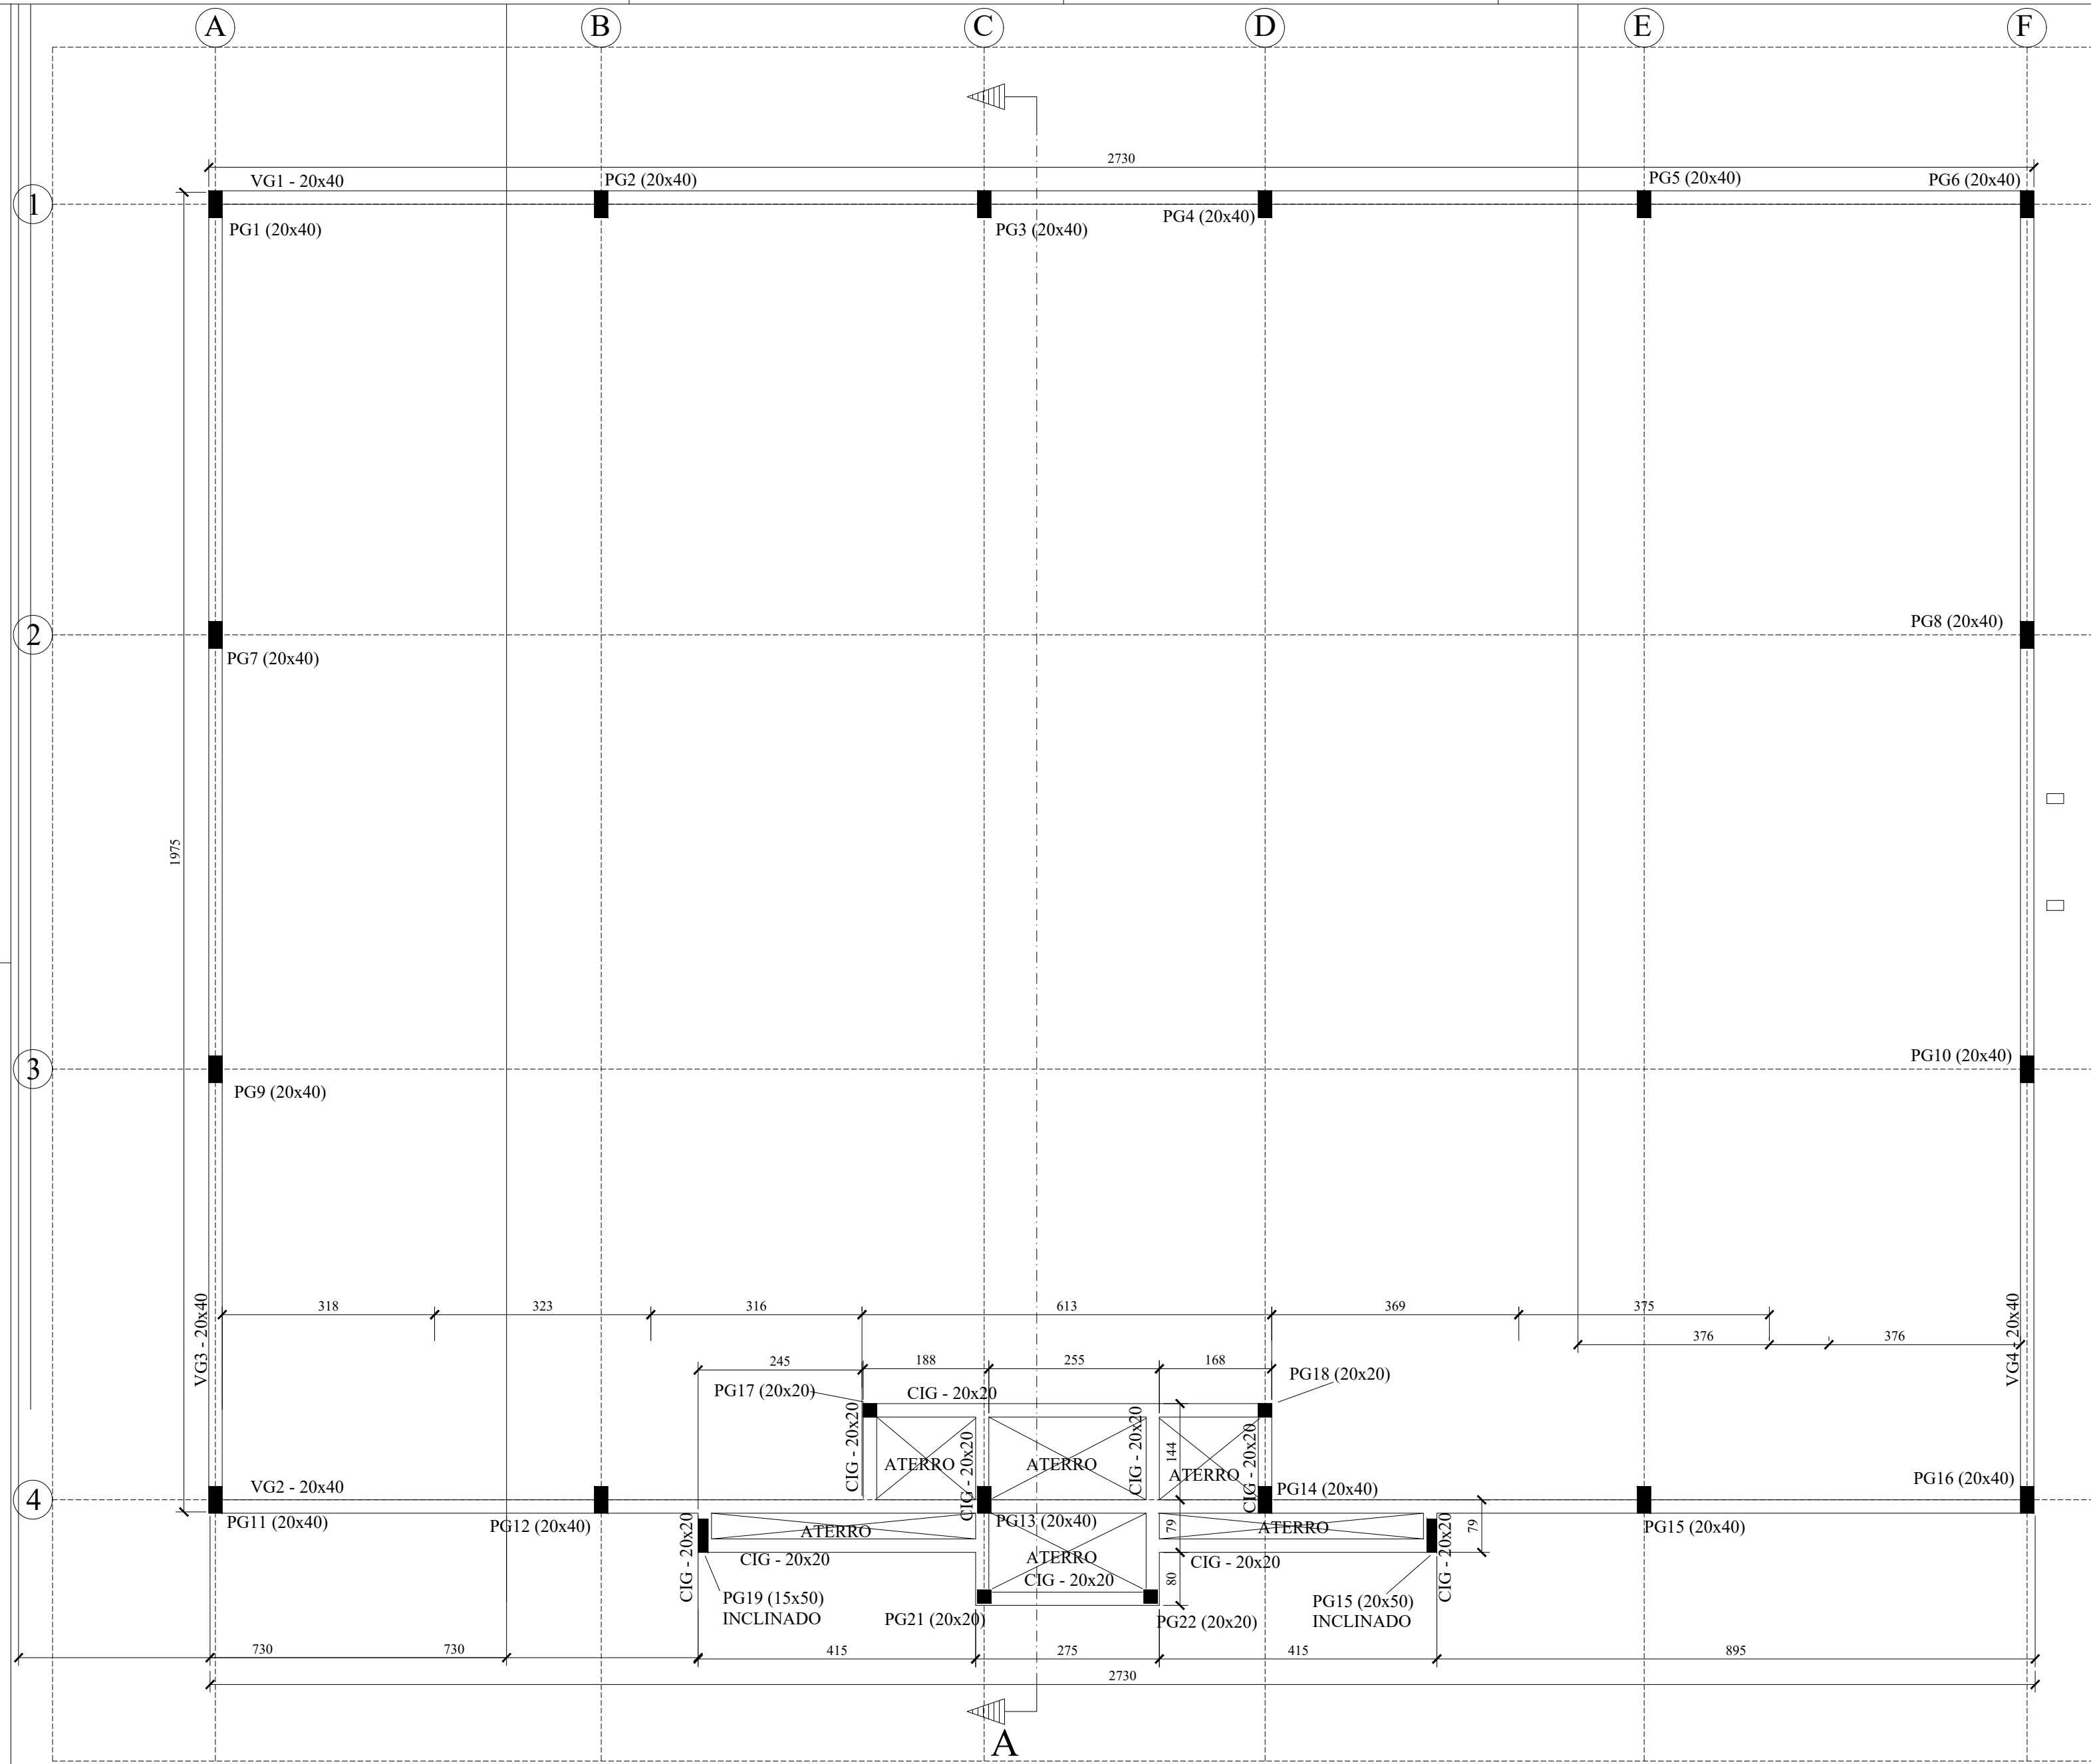 A
B
C
D
E
F
2730
VG1 - 20x40
PG2 (20x40)
PG5 (20x40)
PG6 (20x40)
1
PG1 (20x40)
PG3 (20x40)
PG4 (20x40)
2
PG7 (20x40)
PG8 (20x40)
1975
3
PG9 (20x40)
PG10 (20x40)
VG3 - 20x40
318
323
316
613
369
375
376
376
VG4 - 20x40
245
188
255
168
PG17 (20x20)
CIG - 20x20
PG18 (20x20)
CIG - 20x20
CIG - 20x20
CIG - 20x20
CIG - 20x20
144
ATERRO
ATERRO
ATERRO
4
VG2 - 20x40
PG14 (20x40)
PG16 (20x40)
PG11 (20x40)
PG12 (20x40)
PG13 (20x40)
PG15 (20x40)
CIG - 20x20
ATERRO
79
ATERRO
79
CIG - 20x20
CIG - 20x20
ATERRO
CIG - 20x20
CIG - 20x20
80
PG19 (15x50)
INCLINADO
PG21 (20x20)
PG22 (20x20)
PG15 (20x50)
INCLINADO
730
730
415
275
415
895
2730
A